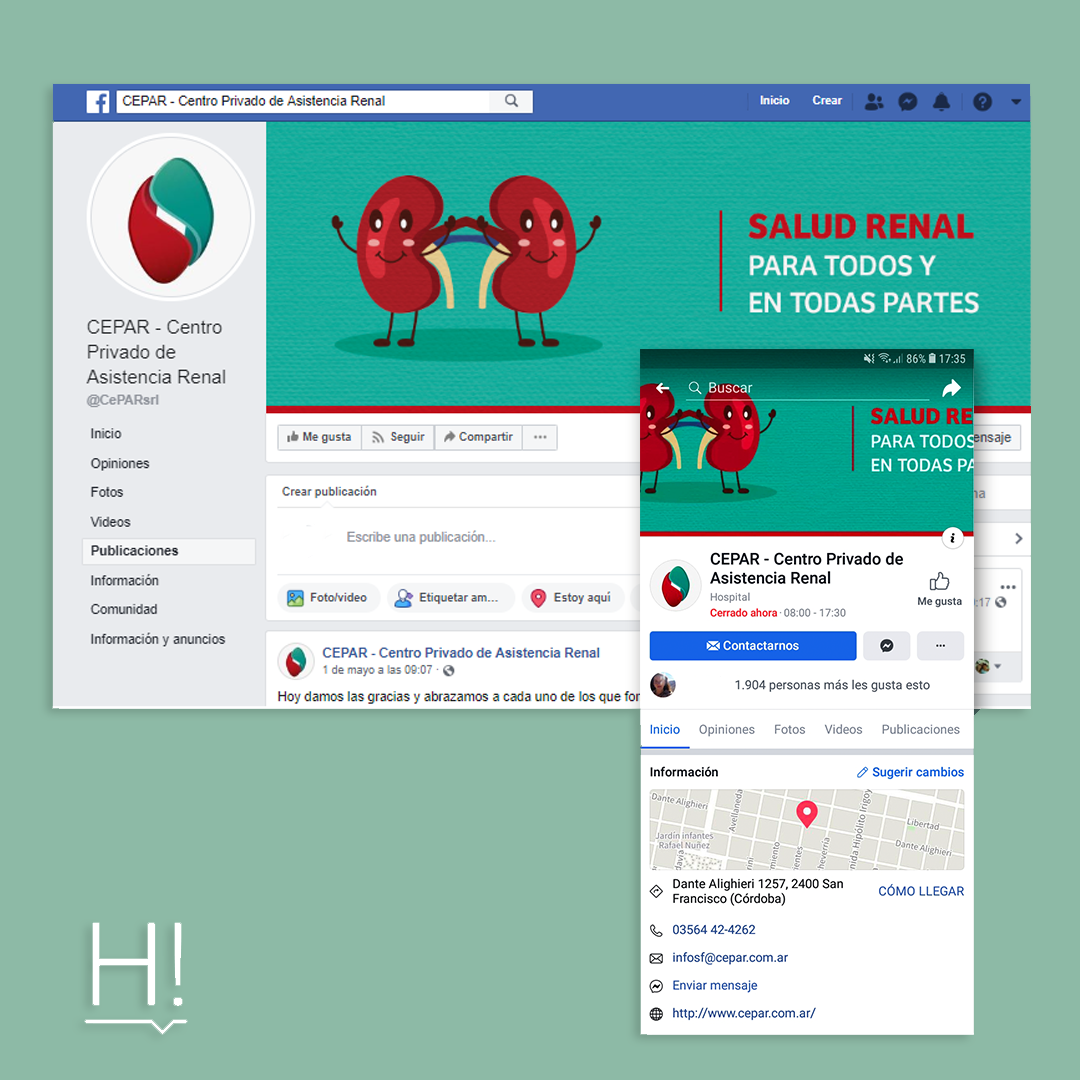 CEPAR - Centro Privado de Asistencia Renal
Inicio
Crear
CEPAR - Centro
Privado de
Asistencia Renal
@CePARsrl
Inicio
Opiniones
Fotos
Videos
Publicaciones
Información
Comunidad
Información y anuncios
SALUD RENAL
PARA TODOS Y
EN TODAS PARTES
Me gusta
Seguir
Compartir
ensaje
Crear publicación
Escribe una publicación...
Foto/video
Etiquetar am...
Estoy aquí
CEPAR - Centro Privado de Asistencia Renal
1 de mayo a las 09:07 ·
Hoy damos las gracias y abrazamos a cada uno de los que for
na
:17
86% 17:35
Buscar
SALUD RE
PARA TODOS
EN TODAS PA
CEPAR - Centro Privado de
Asistencia Renal
Hospital
Cerrado ahora · 08:00 - 17:30
Me gusta
Contactarnos
1.904 personas más les gusta esto
Inicio
Opiniones
Fotos
Videos
Publicaciones
Información
Sugerir cambios
Dante Alighieri
Avellaneda
Jardín infantes
Rafael Nuñez
Libertad
Dante Alighieri
Dante Alighieri 1257, 2400 San
Francisco (Córdoba)
CÓMO LLEGAR
03564 42-4262
infosf@cepar.com.ar
Enviar mensaje
http://www.cepar.com.ar/
H!